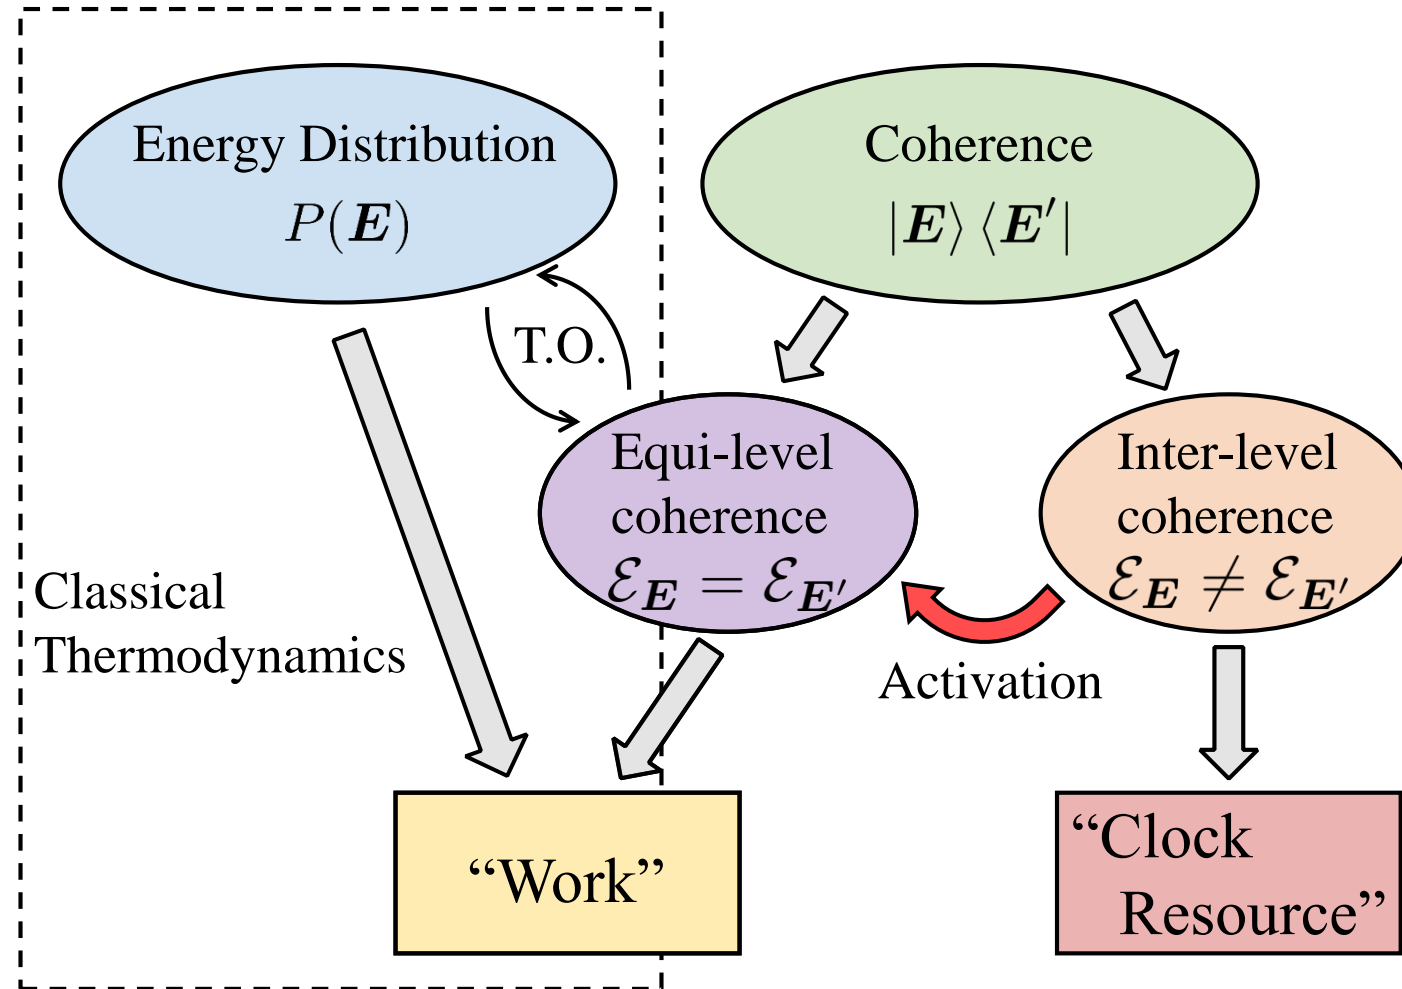 Energy Distribution
P(E)
Coherence
|E⟩ ⟨E′|
T.O.
Equi-level
coherence
ℰ_E = ℰ_E′
Inter-level
coherence
ℰ_E ≠ ℰ_E′
Classical
Thermodynamics
Activation
“Work”
“Clock
Resource”